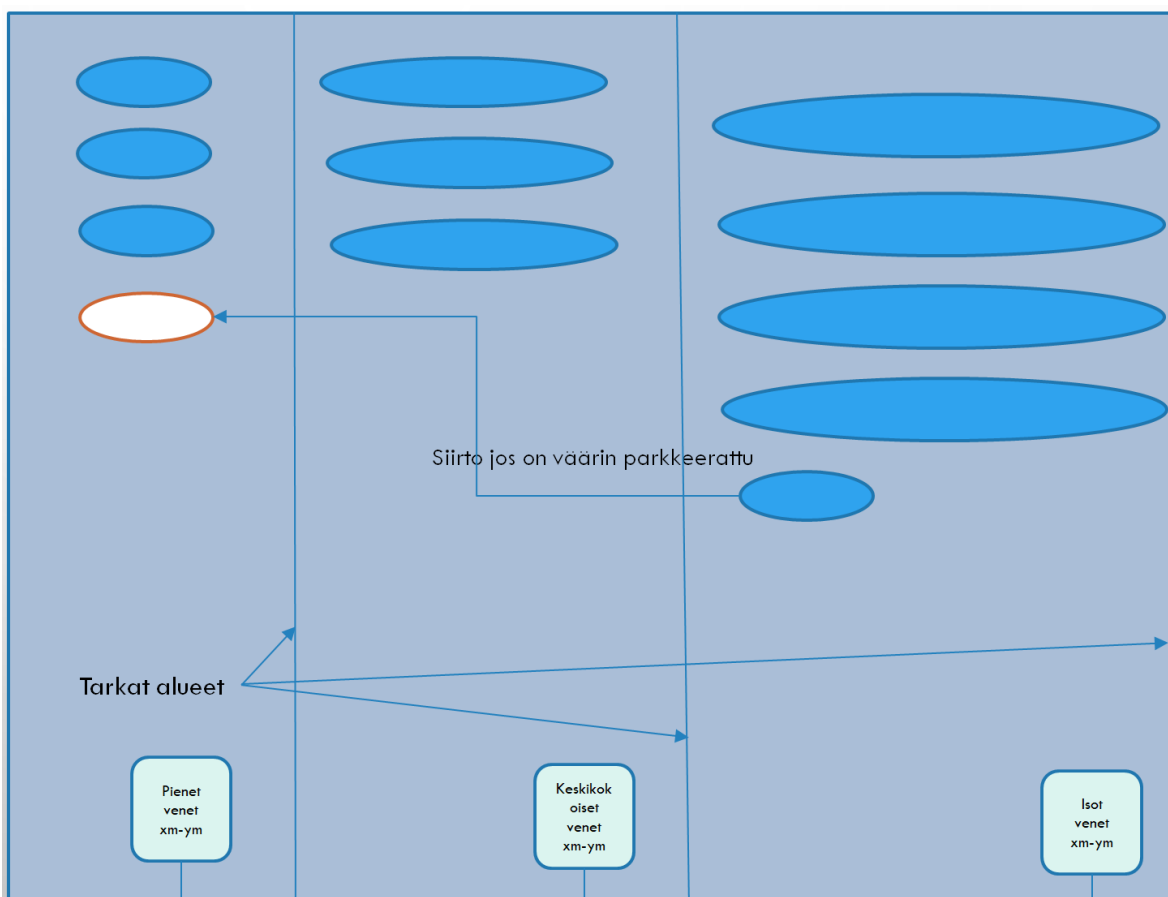 Siirto jos on väärin parkkeerattu
Tarkat alueet
Pienet
venet
xm-ym
Keskikok
oiset
venet
xm-ym
Isot
venet
xm-ym